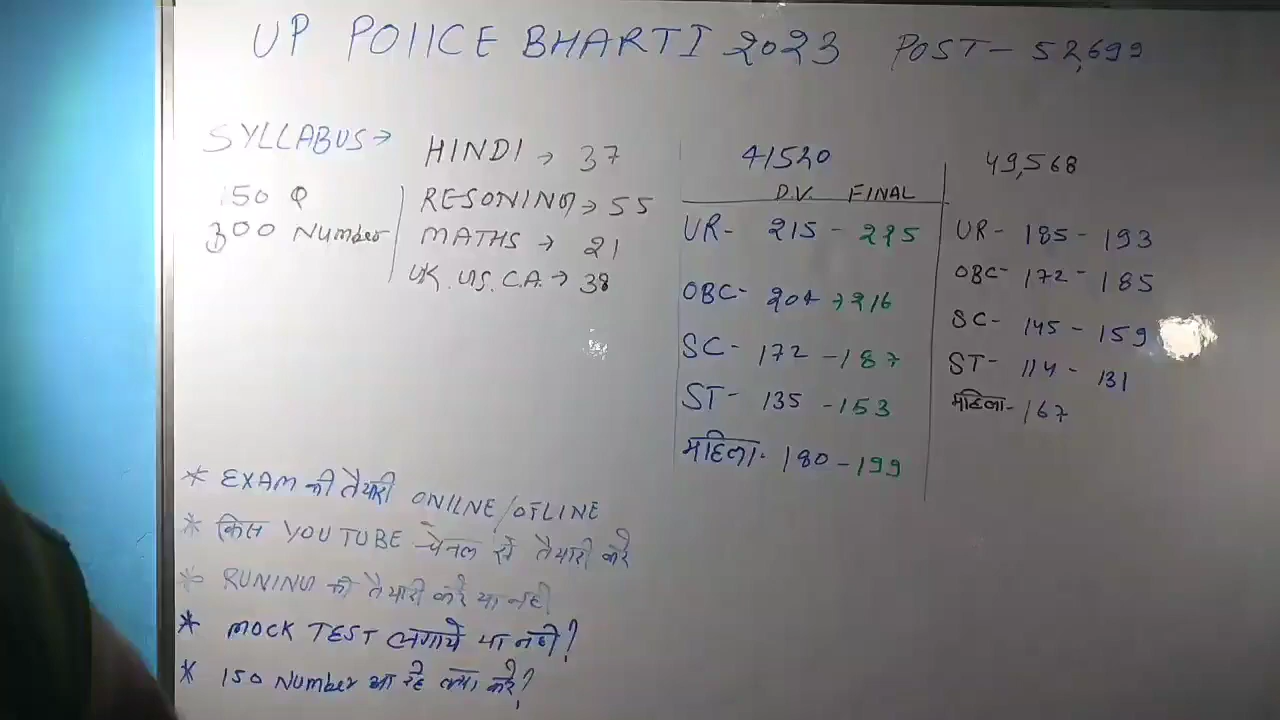 UP POIICE BHARTI 2023 POST - 52,699
SYLLABUS →
150 Q
300 Number
HINDI → 37
RESONING → 55
MATHS → 21
UK. US. C.A. → 38
41520
D.V. FINAL
UR- 215 - 225
OBC- 204 → 216
SC- 172 - 187
ST- 135 - 153
महिला. 180 - 199
49,568
UR- 185 - 193
OBC- 172 - 185
SC- 145 - 159
ST- 114 - 131
महिला- 167
* EXAM की तैयारी ONILNE/OFLINE
* किस YOUTUBE चेनल से तैयारी करे
* RUNING की तैयारी करे या नही
* MOCK TEST लगाये या नही?
* 150 Number आ रहे क्या करे?